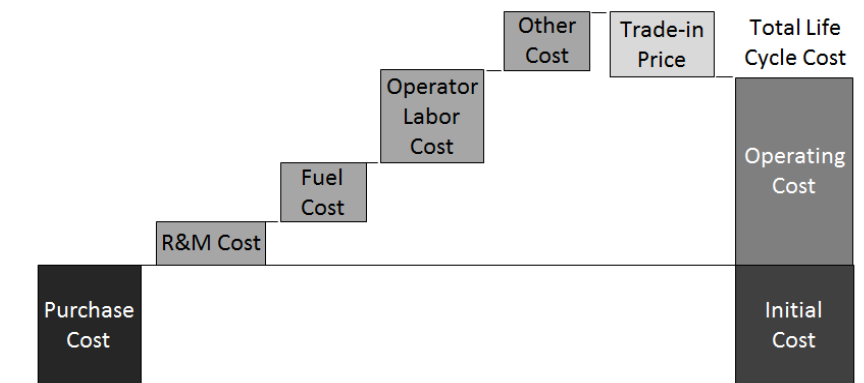 Other
Cost
Trade-in
Price
Total Life
Cycle Cost
Operator
Labor
Cost
Operating
Cost
Fuel
Cost
R&M Cost
Purchase
Cost
Initial
Cost